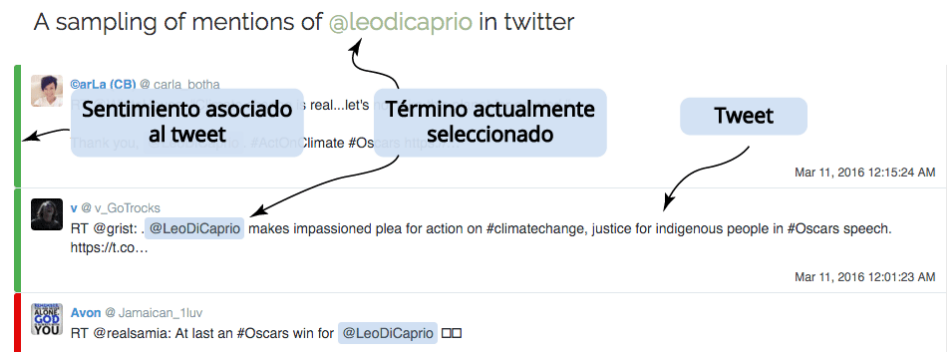 A sampling of mentions of @leodicaprio in twitter
©arLa (CB) @ carla_botha
s real...let's
Sentimiento asociado
al tweet
Término actualmente
seleccionado
Tweet
Thank you, #ActOnClimate #Oscars
Mar 11, 2016 12:15:24 AM
v @ v_GoTrocks
RT @grist: . @LeoDiCaprio makes impassioned plea for action on #climatechange, justice for indigenous people in #Oscars speech.
https://t.co…
Mar 11, 2016 12:01:23 AM
Avon @ Jamaican_1luv
RT @realsamia: At last an #Oscars win for @LeoDiCaprio
ALONE
GOD
YOU